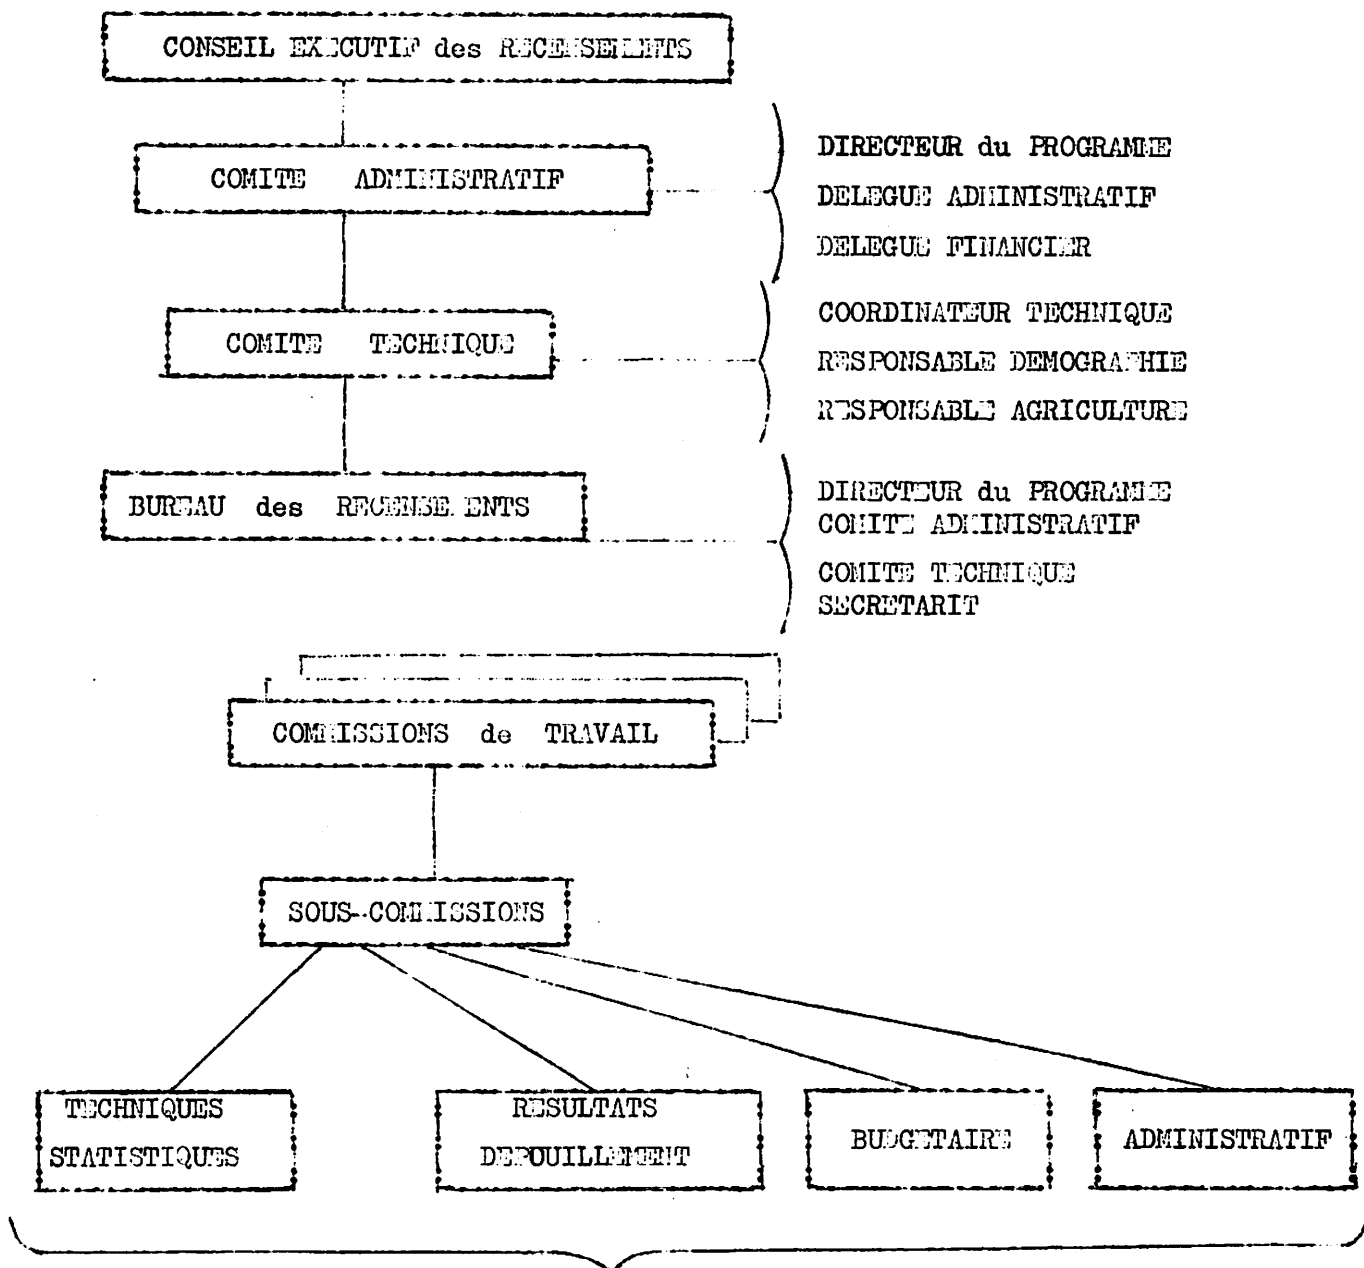 CONSEIL EXECUTIF des RECENSEMENTS
COMITE ADMINISTRATIF
DIRECTEUR du PROGRAMME
DELEGUE ADMINISTRATIF
DELEGUE FINANCIER
COMITE TECHNIQUE
COORDINATEUR TECHNIQUE
RESPONSABLE DEMOGRAPHIE
RESPONSABLE AGRICULTURE
BUREAU des RECENSEMENTS
DIRECTEUR du PROGRAMME
COMITE ADMINISTRATIF
COMITE TECHNIQUE
SECRETARIT
COMMISSIONS de TRAVAIL
SOUS-COMMISSIONS
TECHNIQUES
STATISTIQUES
RESULTATS
DEPOUILLEMENT
BUDGETAIRE
ADMINISTRATIF